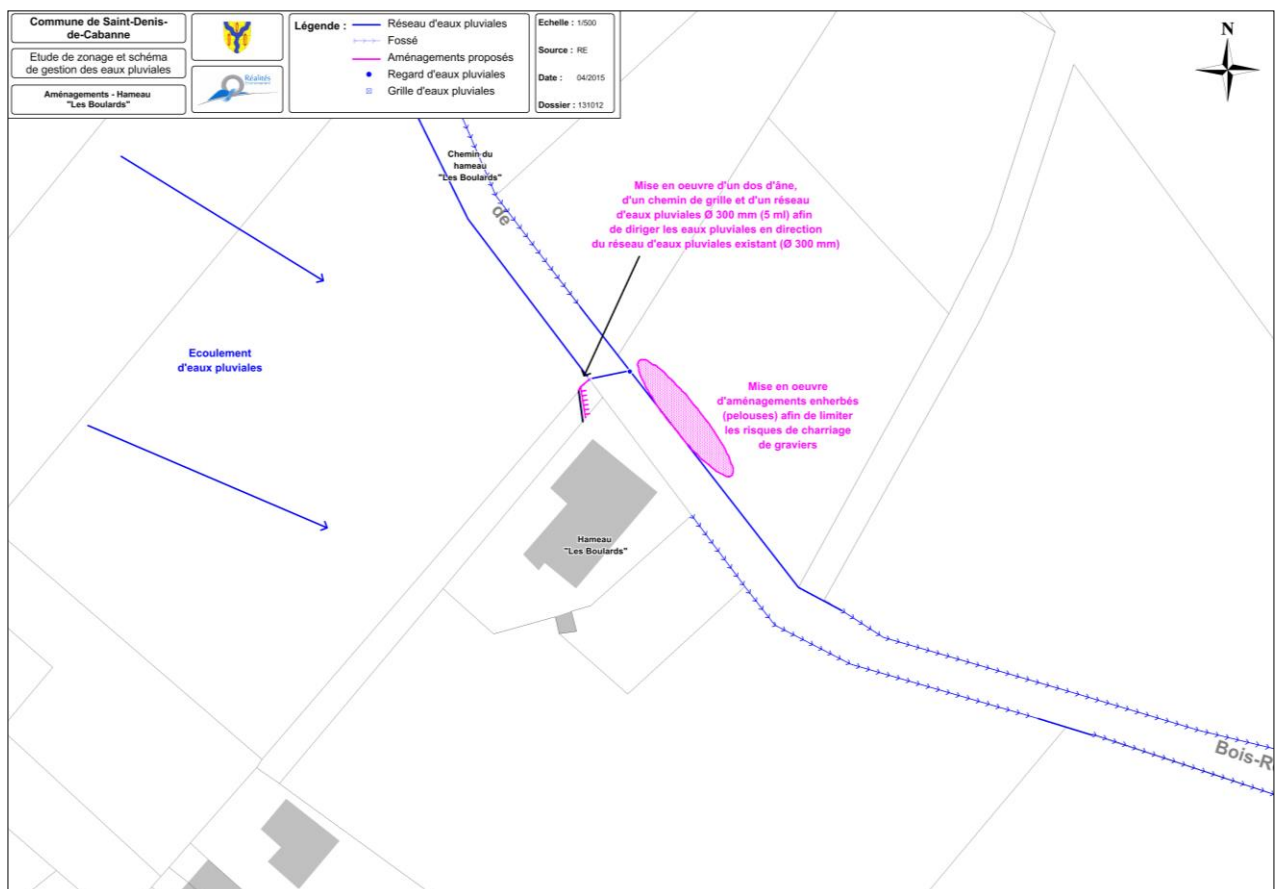 Commune de Saint-Denis-
de-Cabanne
Etude de zonage et schéma
de gestion des eaux pluviales
Aménagements - Hameau
"Les Boulards"
Réalités
Légende :
Réseau d'eaux pluviales
Fossé
Aménagements proposés
Regard d'eaux pluviales
Grille d'eaux pluviales
Echelle : 1/500
Source : RE
Date : 04/2015
Dossier : 131012
N
Chemin du
hameau
"Les Boulards"
de
Mise en oeuvre d'un dos d'âne,
d'un chemin de grille et d'un réseau
d'eaux pluviales Ø 300 mm (5 ml) afin
de diriger les eaux pluviales en direction
du réseau d'eaux pluviales existant (Ø 300 mm)
Ecoulement
d'eaux pluviales
Mise en oeuvre
d'aménagements enherbés
(pelouses) afin de limiter
les risques de charriage
de graviers
Hameau
"Les Boulards"
Bois-R